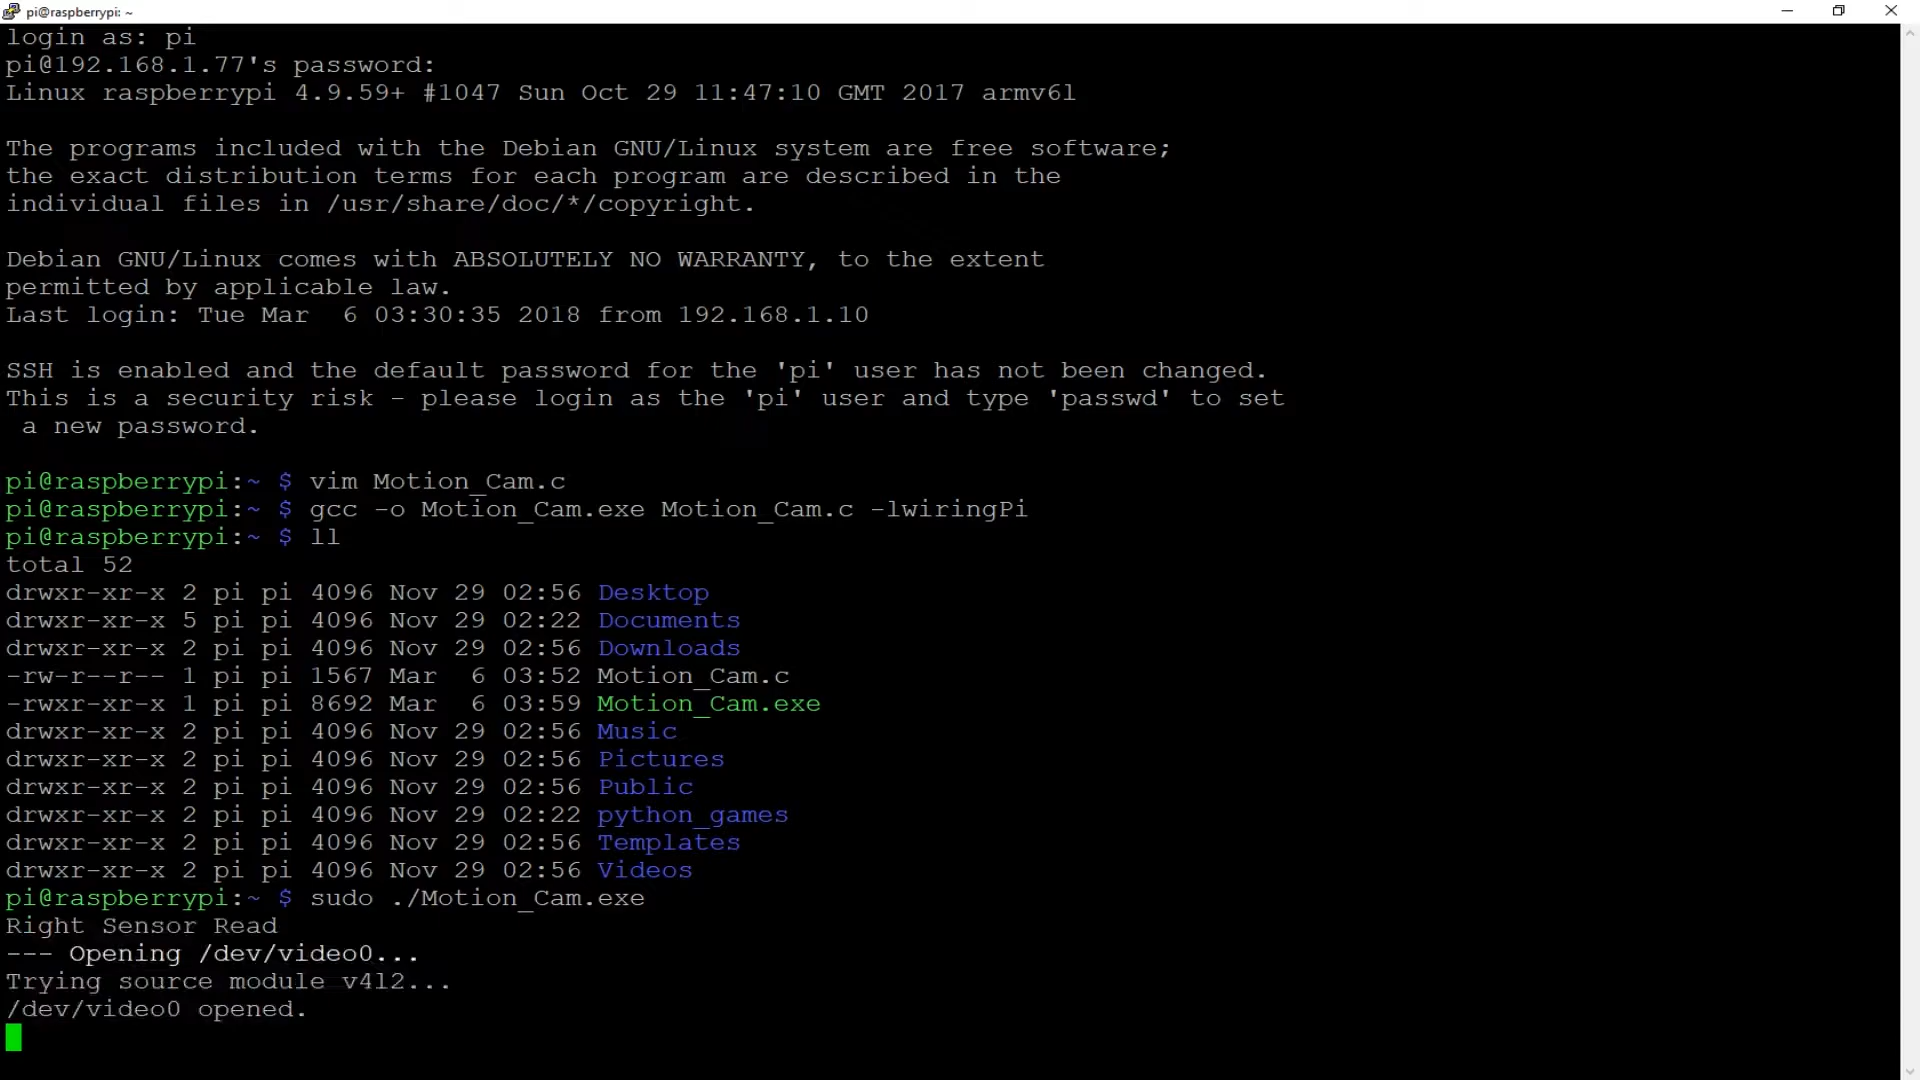 pi@raspberrypi: ~
login as: pi
pi@192.168.1.77's password:
Linux raspberrypi 4.9.59+ #1047 Sun Oct 29 11:47:10 GMT 2017 armv6l
The programs included with the Debian GNU/Linux system are free software;
the exact distribution terms for each program are described in the
individual files in /usr/share/doc/*/copyright.
Debian GNU/Linux comes with ABSOLUTELY NO WARRANTY, to the extent
permitted by applicable law.
Last login: Tue Mar  6 03:30:35 2018 from 192.168.1.10
SSH is enabled and the default password for the 'pi' user has not been changed.
This is a security risk - please login as the 'pi' user and type 'passwd' to set
 a new password.
pi@raspberrypi:~ $ vim Motion_Cam.c
pi@raspberrypi:~ $ gcc -o Motion_Cam.exe Motion_Cam.c -lwiringPi
pi@raspberrypi:~ $ ll
total 52
drwxr-xr-x 2 pi pi 4096 Nov 29 02:56 Desktop
drwxr-xr-x 5 pi pi 4096 Nov 29 02:22 Documents
drwxr-xr-x 2 pi pi 4096 Nov 29 02:56 Downloads
-rw-r--r-- 1 pi pi 1567 Mar  6 03:52 Motion_Cam.c
-rwxr-xr-x 1 pi pi 8692 Mar  6 03:59 Motion_Cam.exe
drwxr-xr-x 2 pi pi 4096 Nov 29 02:56 Music
drwxr-xr-x 2 pi pi 4096 Nov 29 02:56 Pictures
drwxr-xr-x 2 pi pi 4096 Nov 29 02:56 Public
drwxr-xr-x 2 pi pi 4096 Nov 29 02:22 python_games
drwxr-xr-x 2 pi pi 4096 Nov 29 02:56 Templates
drwxr-xr-x 2 pi pi 4096 Nov 29 02:56 Videos
pi@raspberrypi:~ $ sudo ./Motion_Cam.exe
Right Sensor Read
--- Opening /dev/video0...
Trying source module v4l2...
/dev/video0 opened.